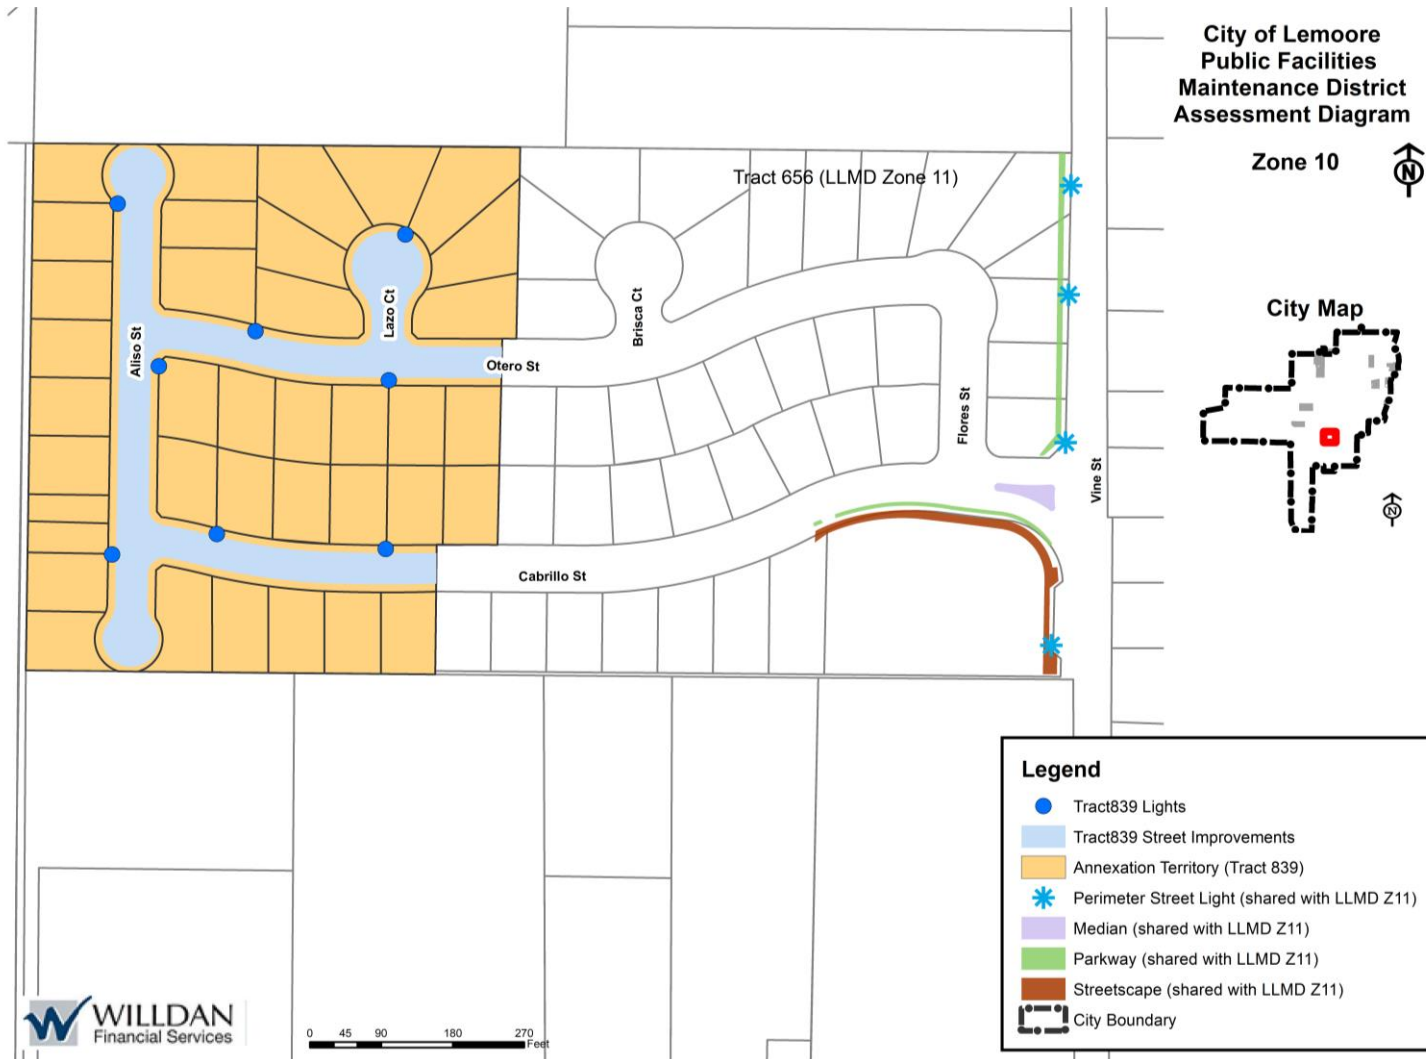 City of Lemoore
Public Facilities
Maintenance District
Assessment Diagram
Zone 10
N
Tract 656 (LLMD Zone 11)
City Map
N
Aliso St
Lazo Ct
Brisca Ct
Otero St
Flores St
Vine St
Cabrillo St
Legend
Tract839 Lights
Tract839 Street Improvements
Annexation Territory (Tract 839)
Perimeter Street Light (shared with LLMD Z11)
Median (shared with LLMD Z11)
Parkway (shared with LLMD Z11)
Streetscape (shared with LLMD Z11)
City Boundary
WILLDAN
Financial Services
0 45 90 180 270
Feet